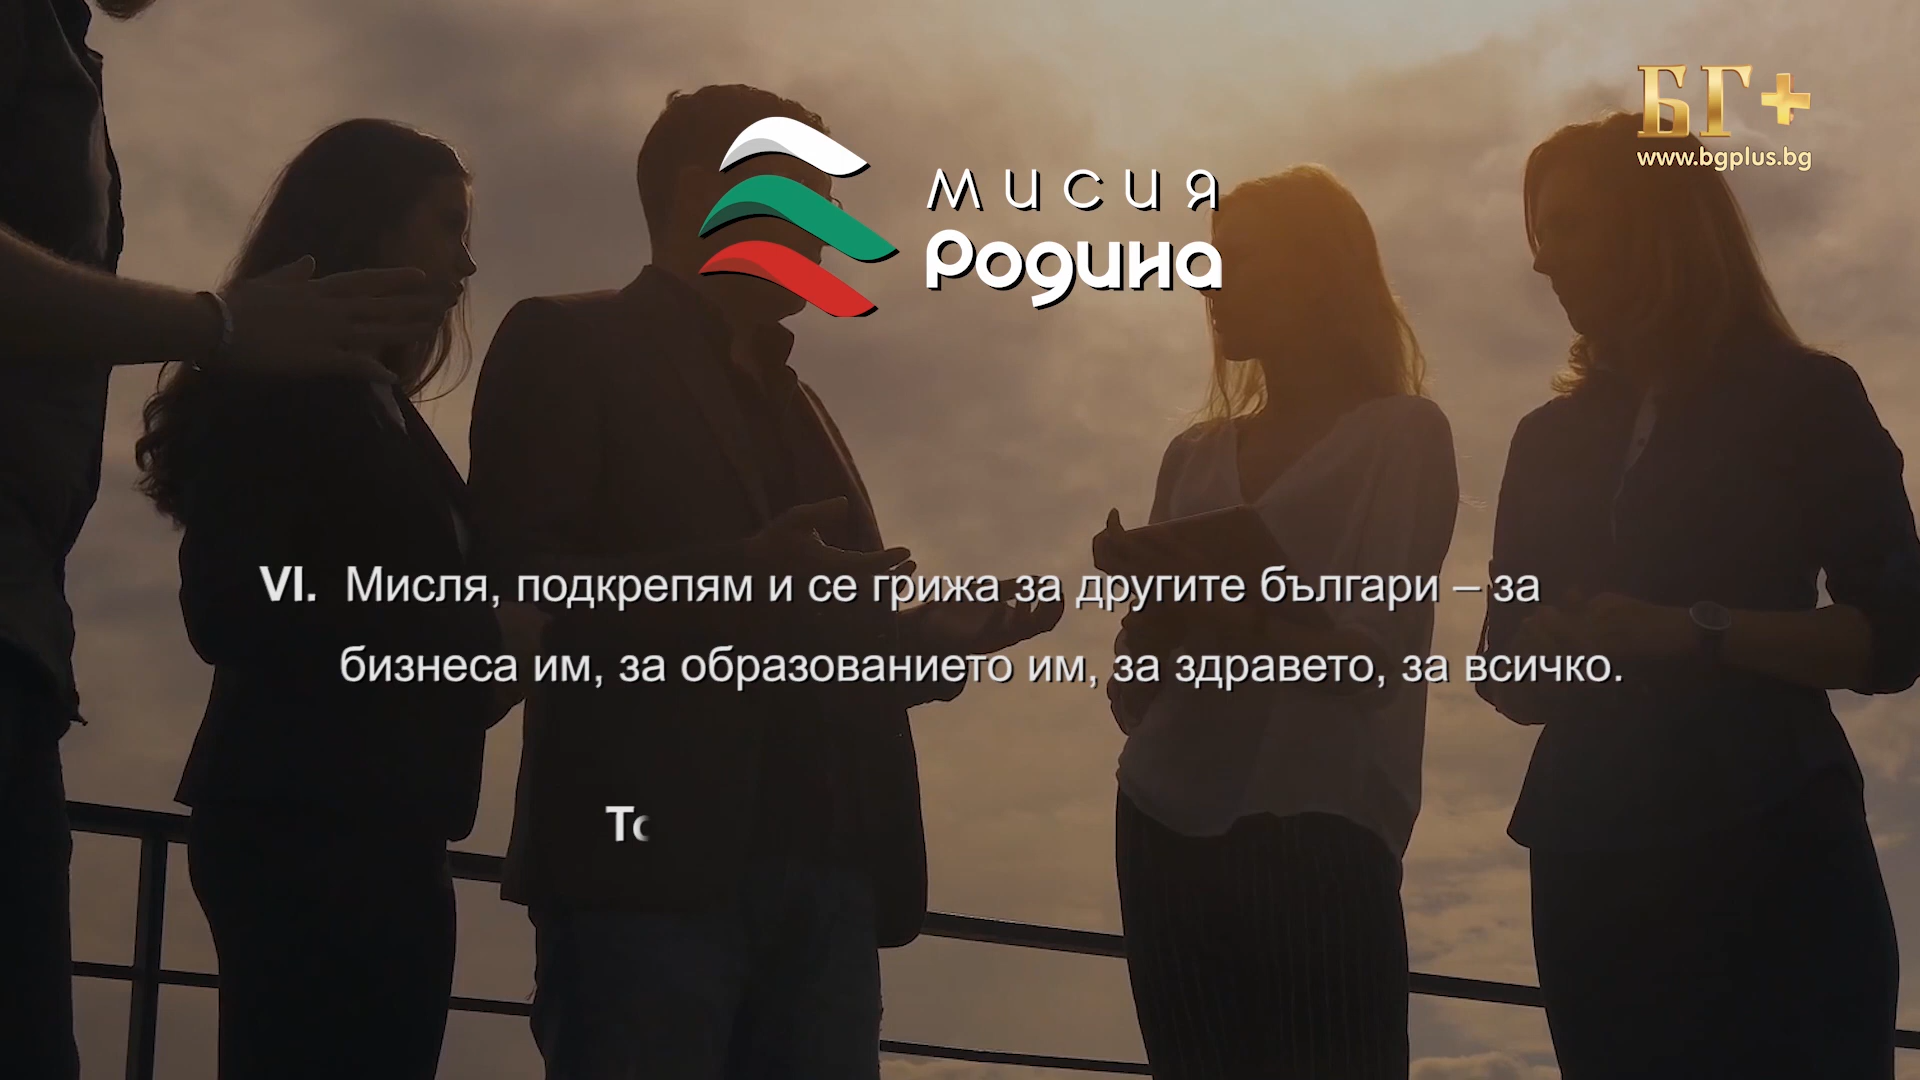 БГ+
www.bgplus.bg
мисия
Родина
VI. Мисля, подкрепям и се грижа за другите българи – за
бизнеса им, за образованието им, за здравето, за всичко.